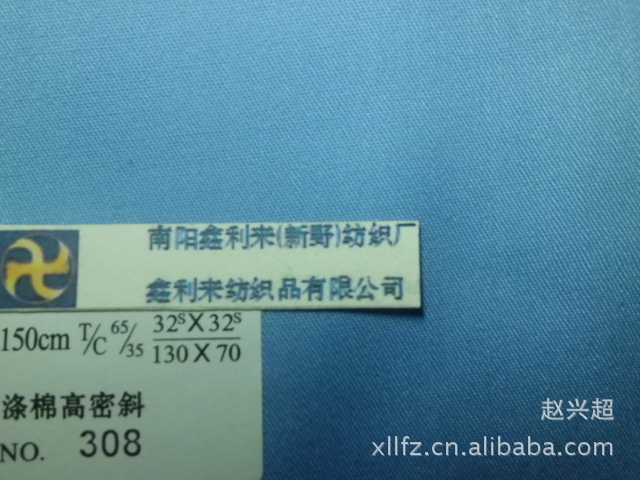 南阳鑫利来(新野)纺织厂
鑫利来纺织品有限公司
150cm T/C 65/35 32s X 32s / 130 X 70
涤棉高密斜
NO. 308
赵兴超
xllfz.cn.alibaba.com